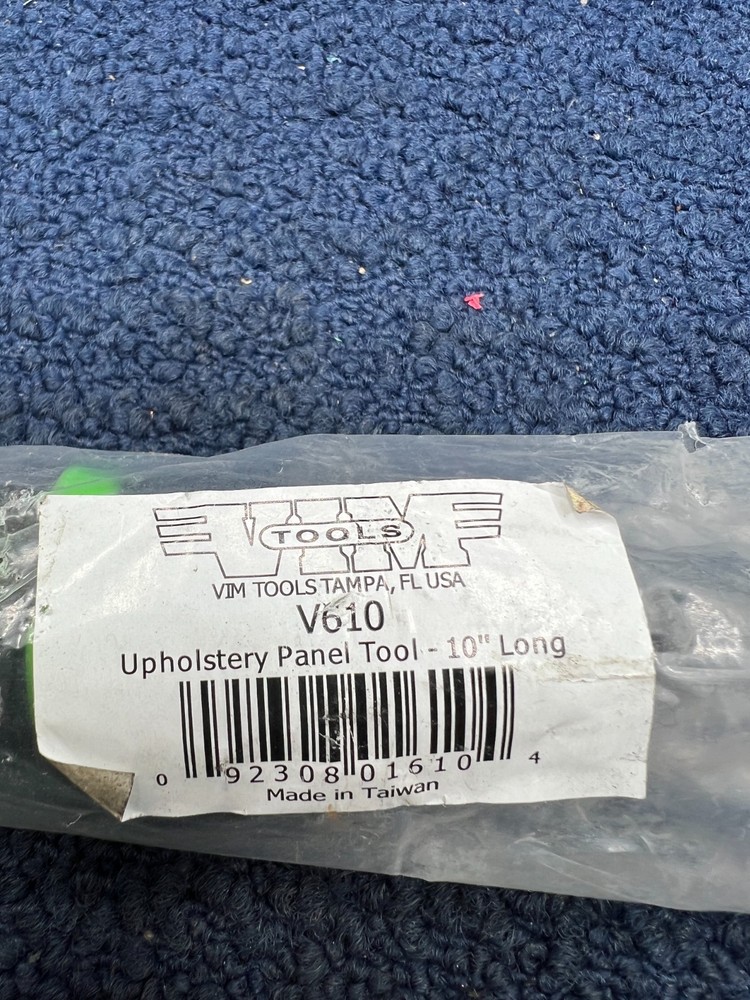 VIM
TOOLS
VIM TOOLS TAMPA, FL USA
V610
Upholstery Panel Tool - 10" Long
0 92308 01610 4
Made in Taiwan